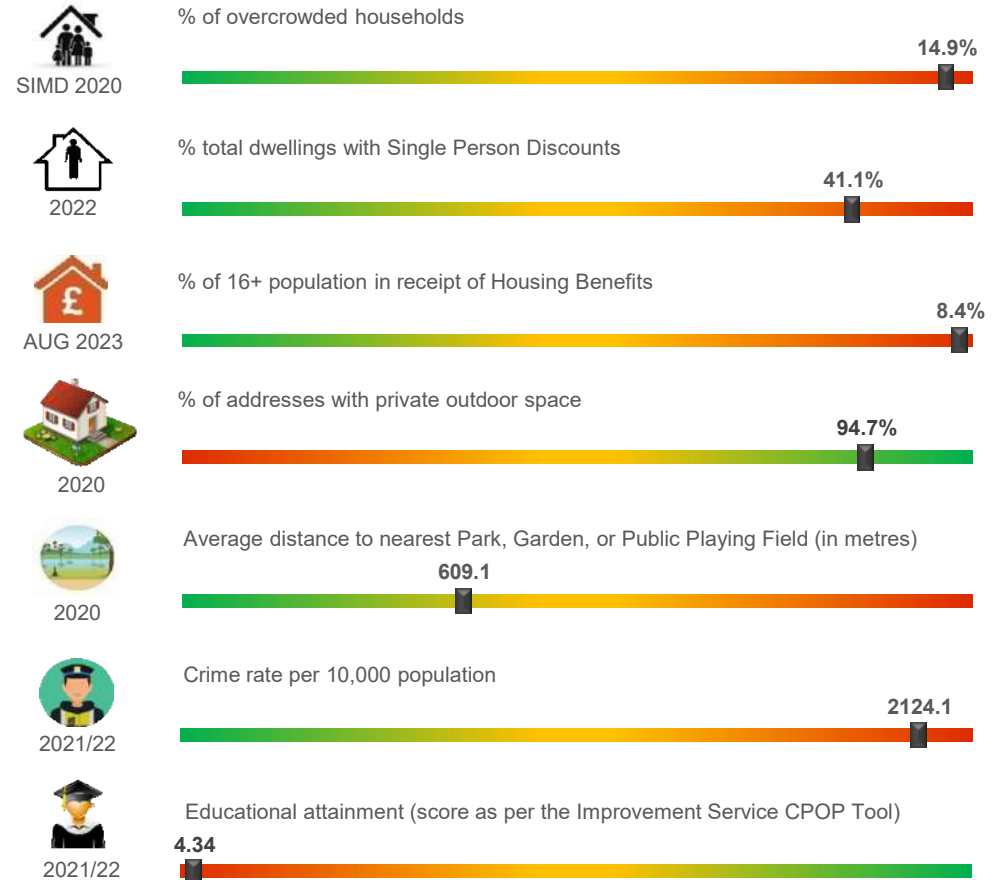 % of overcrowded households
14.9%
SIMD 2020
% total dwellings with Single Person Discounts
41.1%
2022
% of 16+ population in receipt of Housing Benefits
8.4%
£
AUG 2023
% of addresses with private outdoor space
94.7%
2020
Average distance to nearest Park, Garden, or Public Playing Field (in metres)
609.1
2020
Crime rate per 10,000 population
2124.1
2021/22
Educational attainment (score as per the Improvement Service CPOP Tool)
4.34
2021/22